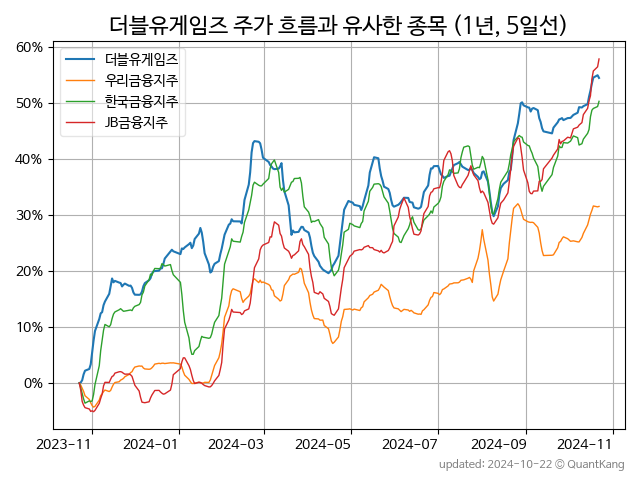 더블유게임즈 주가 흐름과 유사한 종목 (1년, 5일선)
60%
50%
40%
30%
20%
10%
0%
더블유게임즈
우리금융지주
한국금융지주
JB금융지주
2023-11 2024-01 2024-03 2024-05 2024-07 2024-09 2024-11
updated: 2024-10-22 © QuantKang